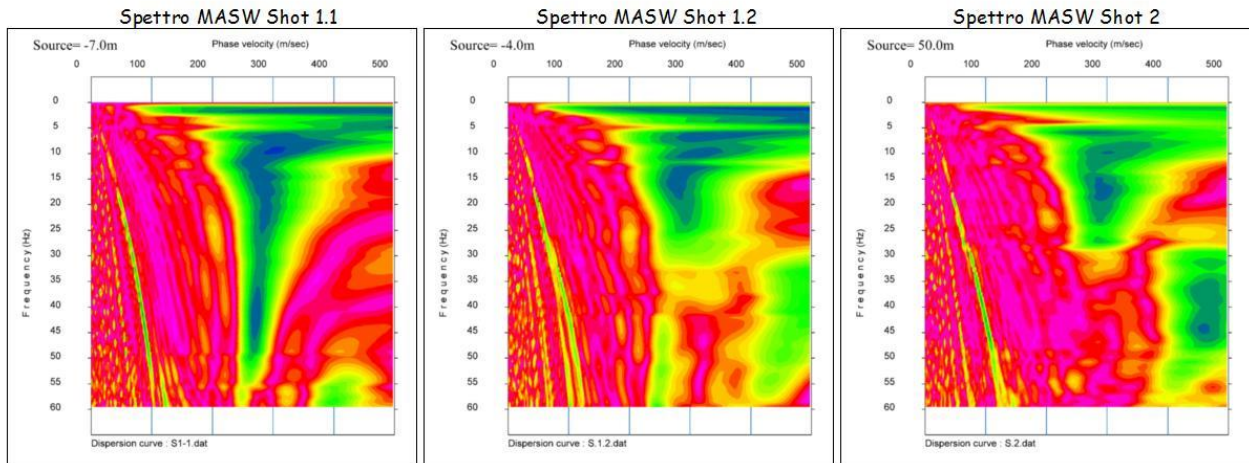 Spettro MASW Shot 1.1
Source= -7.0m
Phase velocity (m/sec)
0 100 200 300 400 500
0
5
10
15
20
25
30
35
40
45
50
55
60
Frequency (Hz)
Dispersion curve : S1-1.dat
Spettro MASW Shot 1.2
Source= -4.0m
Phase velocity (m/sec)
0 100 200 300 400 500
0
5
10
15
20
25
30
35
40
45
50
55
60
Frequency (Hz)
Dispersion curve : S.1.2.dat
Spettro MASW Shot 2
Source= 50.0m
Phase velocity (m/sec)
0 100 200 300 400 500
0
5
10
15
20
25
30
35
40
45
50
55
60
Frequency (Hz)
Dispersion curve : S.2.dat